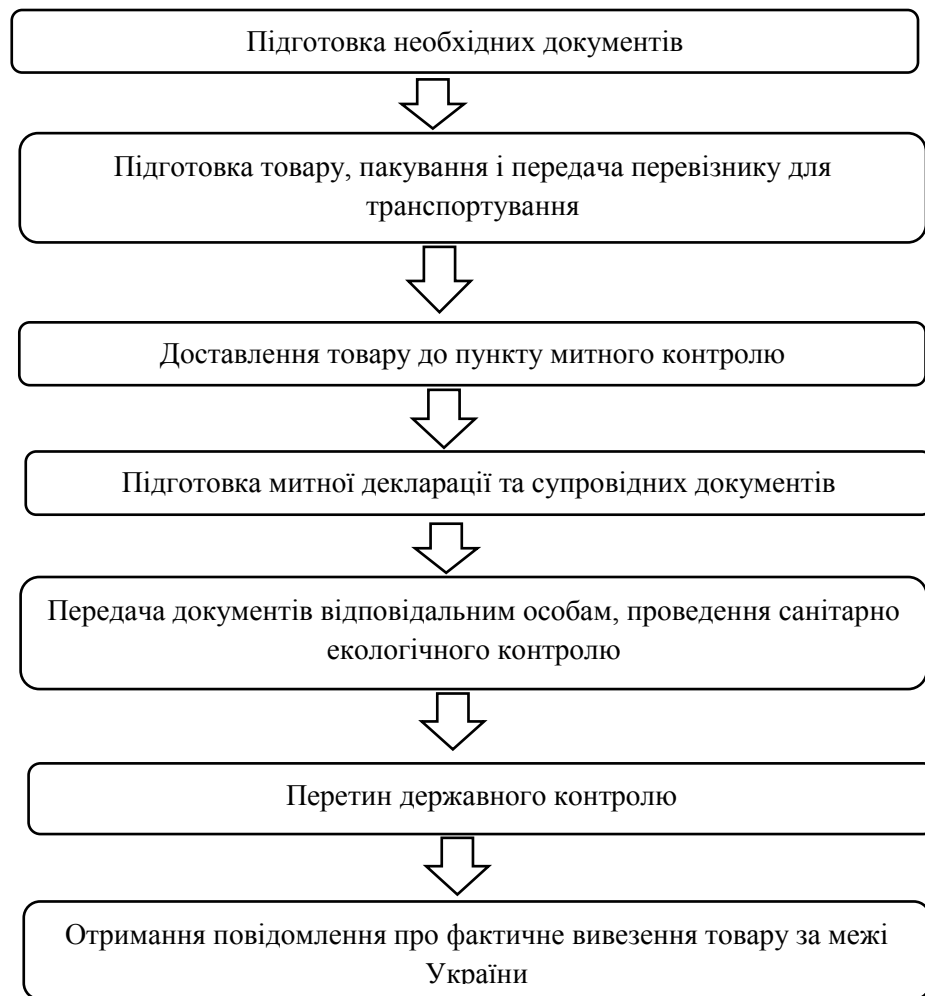 Підготовка необхідних документів
Підготовка товару, пакування і передача перевізнику для
транспортування
Доставлення товару до пункту митного контролю
Підготовка митної декларації та супровідних документів
Передача документів відповідальним особам, проведення санітарно
екологічного контролю
Перетин державного контролю
Отримання повідомлення про фактичне вивезення товару за межі
України